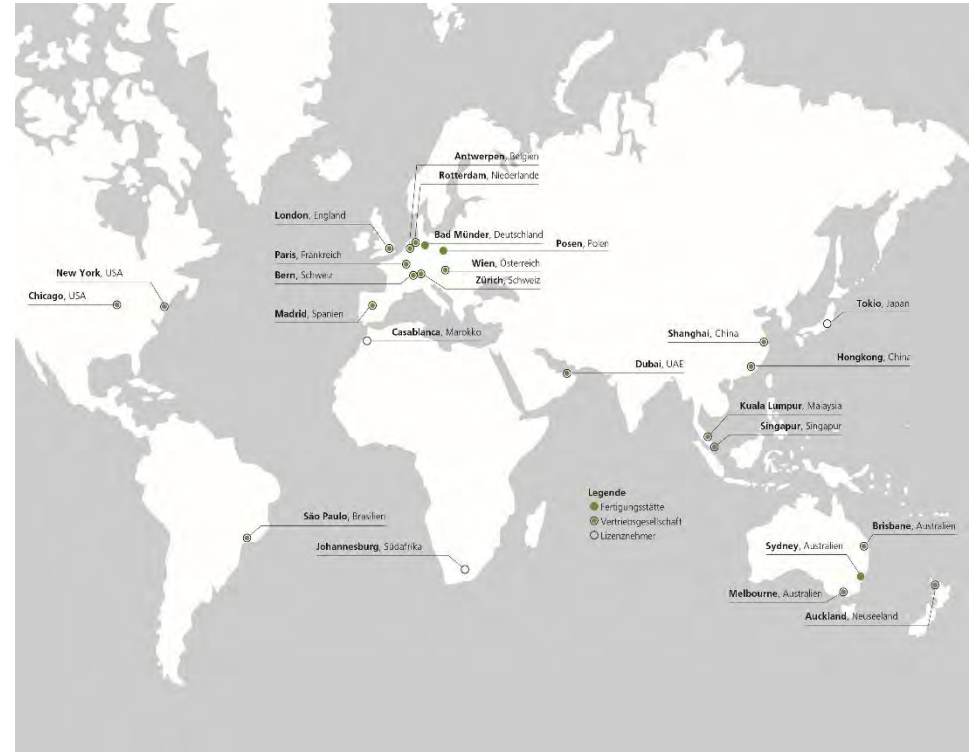 Antwerpen, Belgien
Rotterdam, Niederlande
London, England
Bad Münder, Deutschland
Posen, Polen
Paris, Frankreich
Wien, Österreich
Bern, Schweiz
Zürich, Schweiz
New York, USA
Chicago, USA
Madrid, Spanien
Casablanca, Marokko
Tokio, Japan
Shanghai, China
Hongkong, China
Dubai, UAE
Kuala Lumpur, Malaysia
Singapur, Singapur
Legende
Fertigungsstätte
Vertriebsgesellschaft
Lizenznehmer
São Paulo, Brasilien
Johannesburg, Südafrika
Brisbane, Australien
Sydney, Australien
Melbourne, Australien
Auckland, Neuseeland